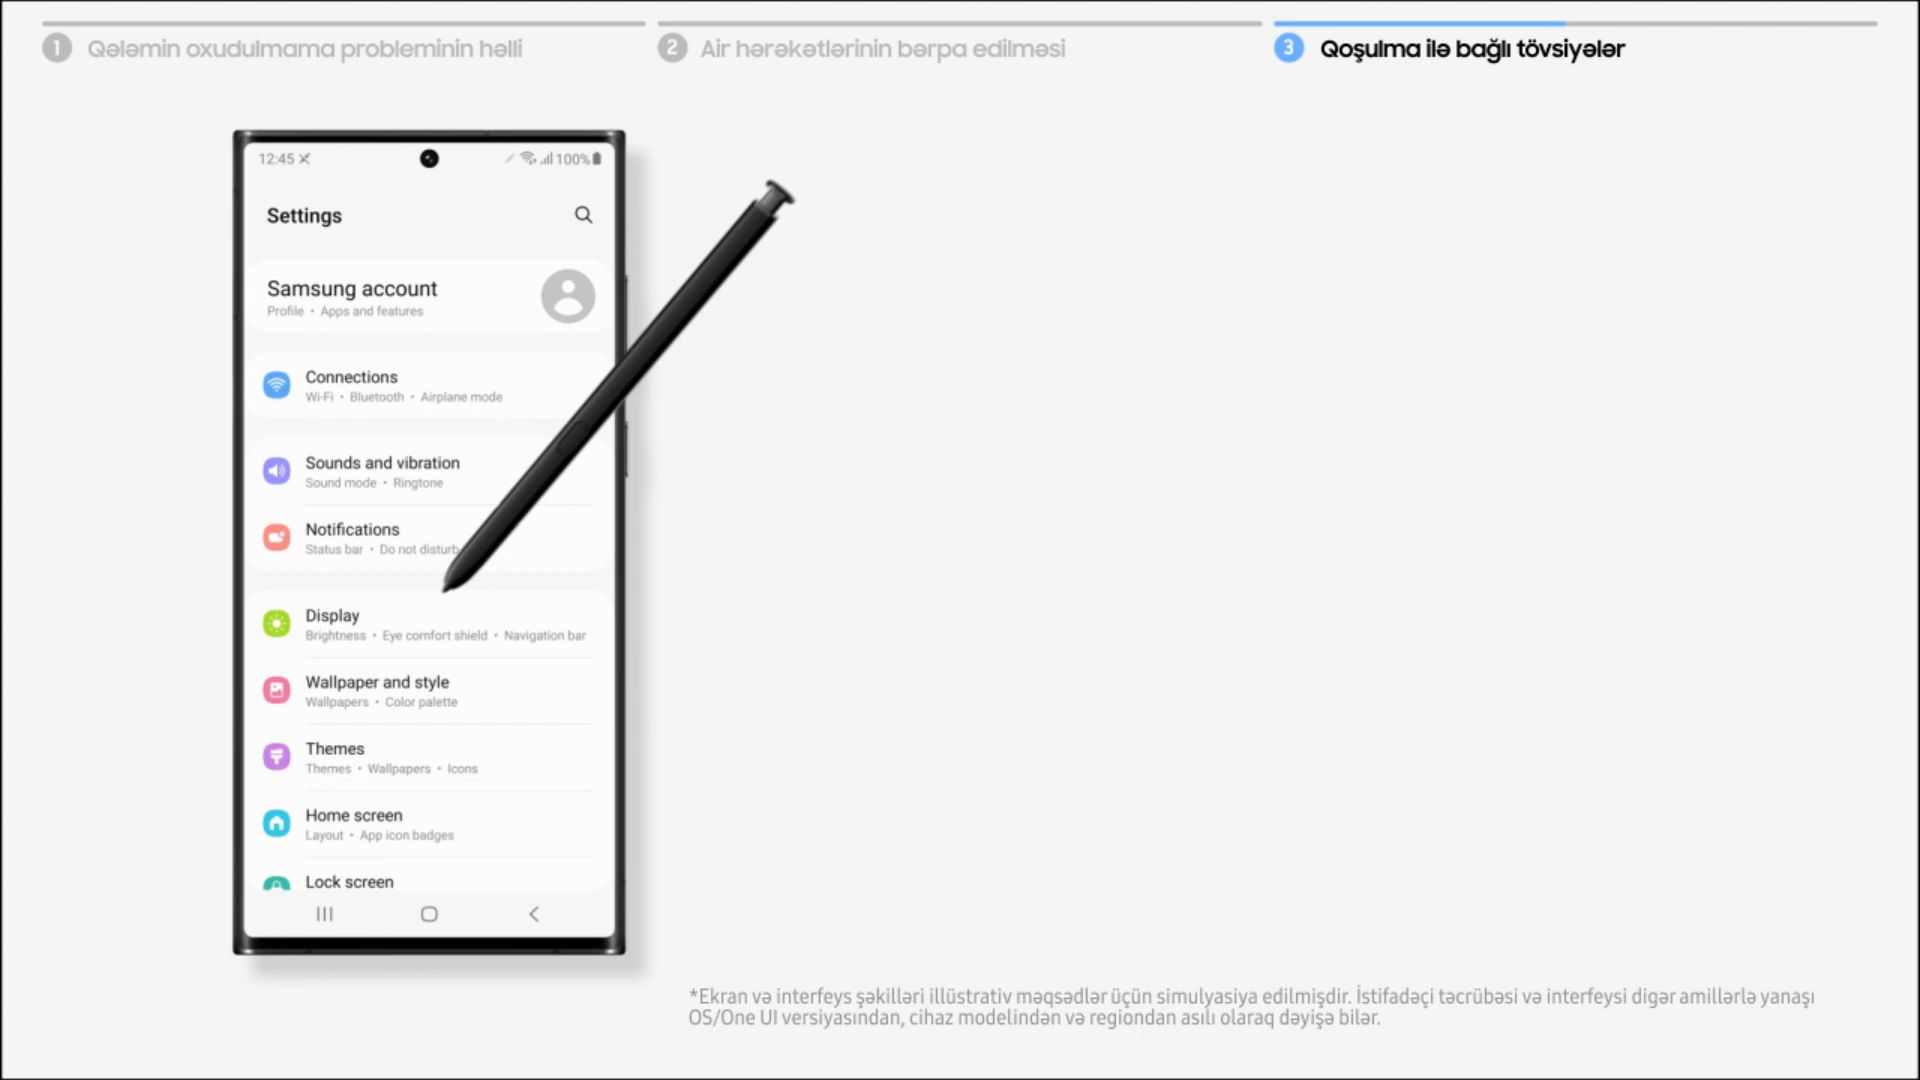 1 Qələmin oxudulmama probleminin həlli
2 Air hərəkətlərinin bərpa edilməsi
3 Qoşulma ilə bağlı tövsiyələr
12:45 100%
Settings
Samsung account
Profile • Apps and features
Connections
Wi-Fi • Bluetooth • Airplane mode
Sounds and vibration
Sound mode • Ringtone
Notifications
Status bar • Do not disturb
Display
Brightness • Eye comfort shield • Navigation bar
Wallpaper and style
Wallpapers • Color palette
Themes
Themes • Wallpapers • Icons
Home screen
Layout • App icon badges
Lock screen
*Ekran və interfeys şəkilləri illüstrativ məqsədlər üçün simulyasiya edilmişdir. İstifadəçi təcrübəsi və interfeysi digər amillərlə yanaşı
OS/One UI versiyasından, cihaz modelindən və regiondan asılı olaraq dəyişə bilər.